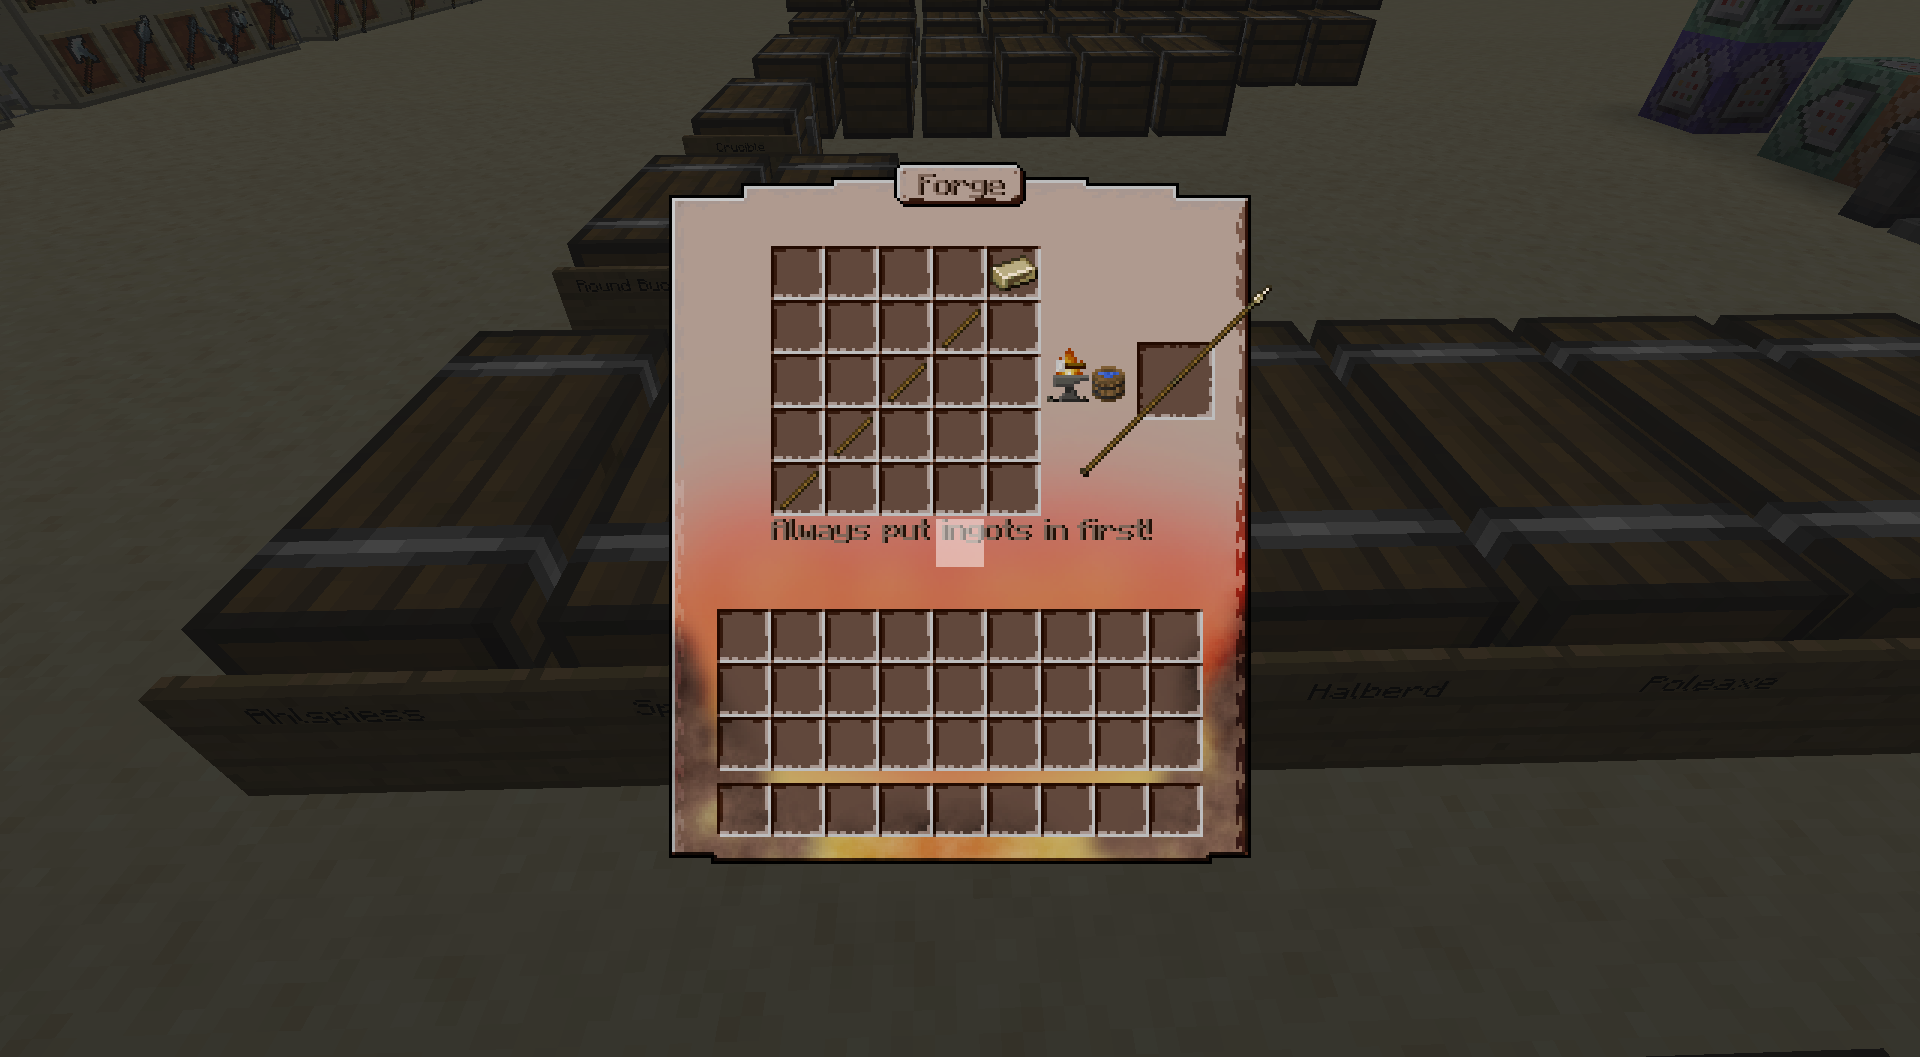 Crucible
Forge
Round Buc
Always put ingots in first!
Ahlspiess
Sp
Halberd
Poleaxe